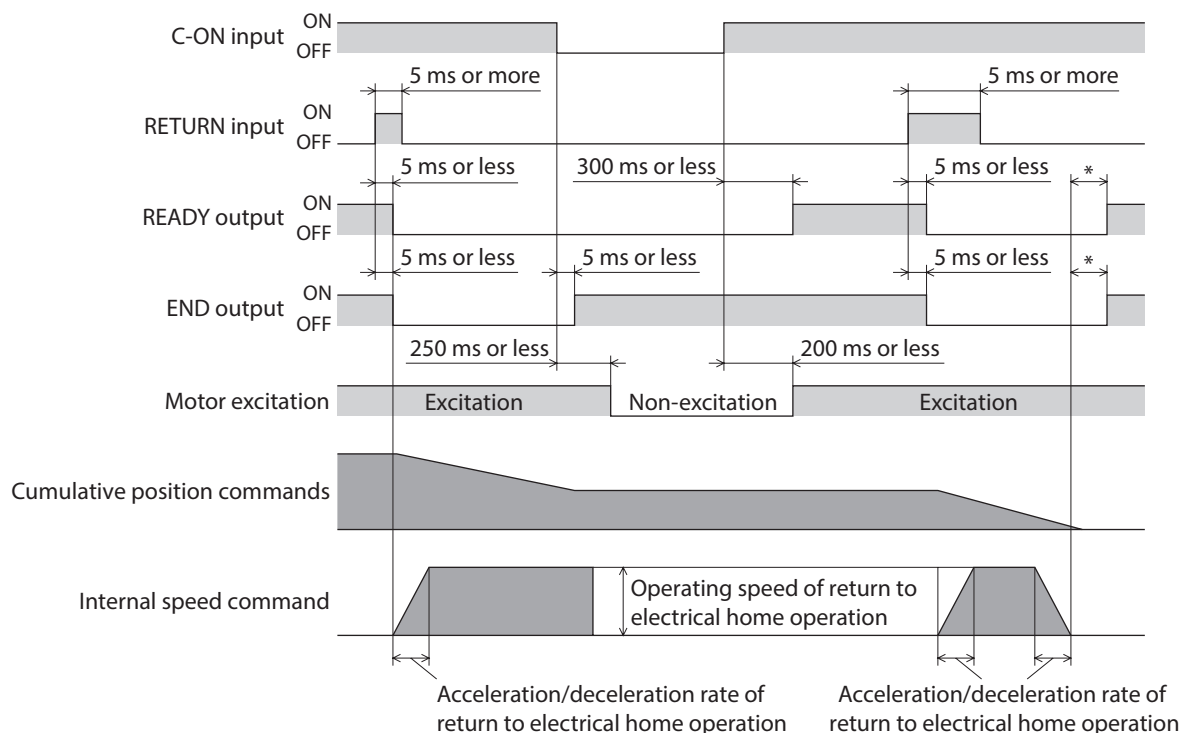 C-ON input
ON
OFF
5 ms or more
5 ms or more
RETURN input
ON
OFF
5 ms or less
300 ms or less
5 ms or less
*
READY output
ON
OFF
5 ms or less
5 ms or less
5 ms or less
*
END output
ON
OFF
250 ms or less
200 ms or less
Motor excitation
Excitation
Non-excitation
Excitation
Cumulative position commands
Internal speed command
Operating speed of return to
electrical home operation
Acceleration/deceleration rate of
return to electrical home operation
Acceleration/deceleration rate of
return to electrical home operation